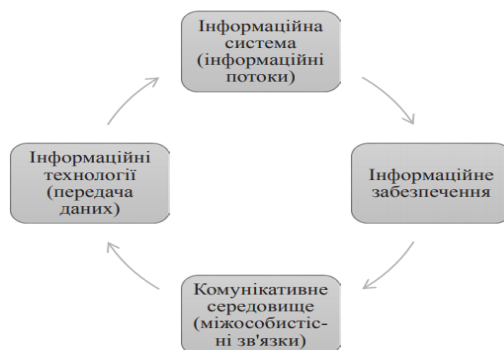 Інформаційна
система
(інформаційні
потоки)
Інформаційне
забезпечення
Комунікативне
середовище
(міжособистіс-
ні зв'язки)
Інформаційні
технології
(передача
даних)